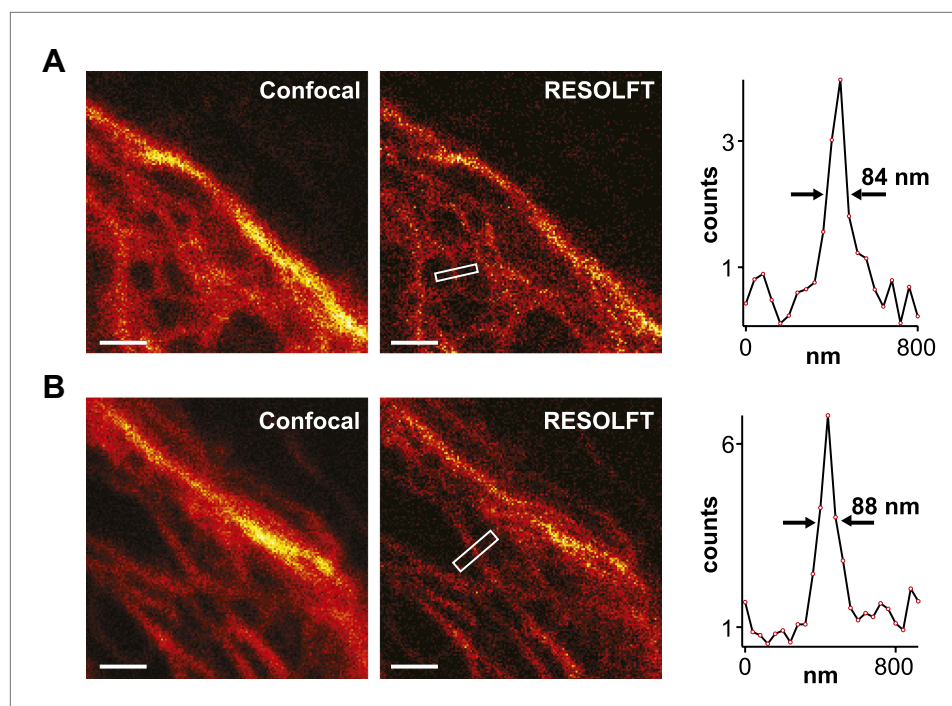 A
Confocal
RESOLFT
counts
3
1
84 nm
0
nm
800
B
Confocal
RESOLFT
counts
6
1
88 nm
0
nm
800